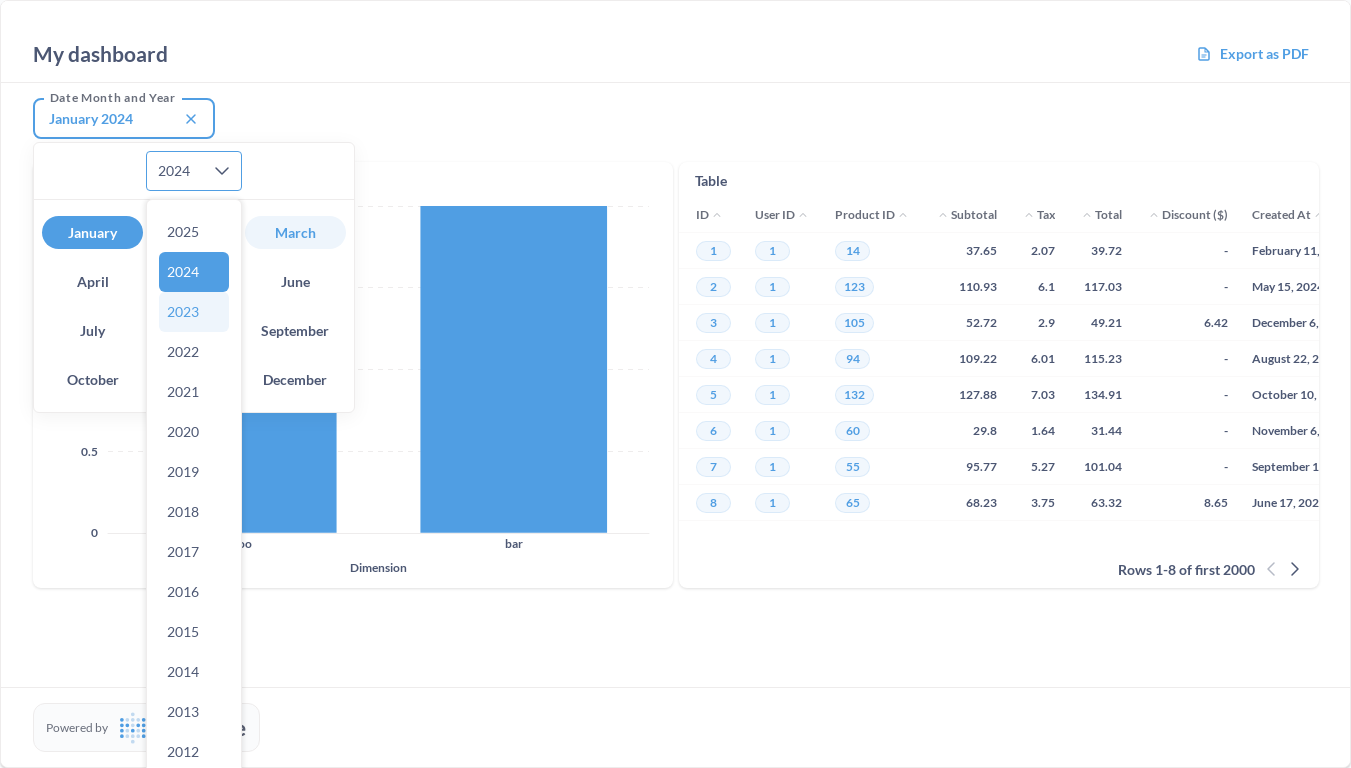 My dashboard
Export as PDF
Date Month and Year
January 2024
2024
January
March
April
June
July
September
October
December
2025
2024
2023
2022
2021
2020
2019
2018
2017
2016
2015
2014
2013
2012
0.5
0
bar
Dimension
Table
ID User ID Product ID Subtotal Tax Total Discount ($) Created At
1 1 14 37.65 2.07 39.72 - February 11,
2 1 123 110.93 6.1 117.03 - May 15, 2024
3 1 105 52.72 2.9 49.21 6.42 December 6,
4 1 94 109.22 6.01 115.23 - August 22, 2
5 1 132 127.88 7.03 134.91 - October 10,
6 1 60 29.8 1.64 31.44 - November 6,
7 1 55 95.77 5.27 101.04 - September 1
8 1 65 68.23 3.75 63.32 8.65 June 17, 202
Rows 1-8 of first 2000
Powered by